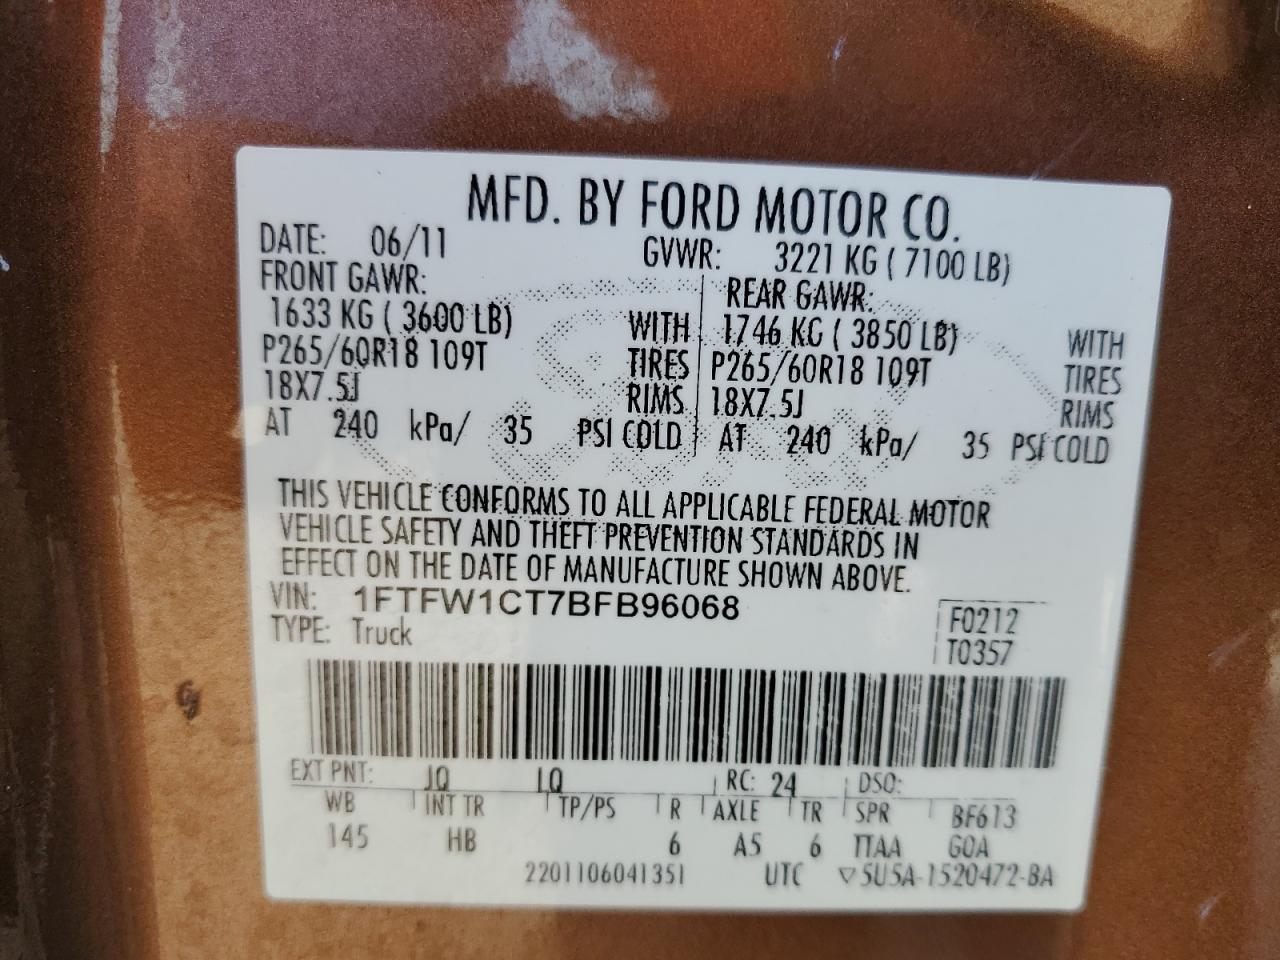 MFD. BY FORD MOTOR CO.
DATE: 06/11 GVWR: 3221 KG ( 7100 LB)
FRONT GAWR: REAR GAWR:
1633 KG ( 3600 LB) WITH 1746 KG ( 3850 LB) WITH
P265/60R18 109T TIRES P265/60R18 109T TIRES
18X7.5J RIMS 18X7.5J RIMS
AT 240 kPa/ 35 PSI COLD AT 240 kPa/ 35 PSI COLD
THIS VEHICLE CONFORMS TO ALL APPLICABLE FEDERAL MOTOR
VEHICLE SAFETY AND THEFT PREVENTION STANDARDS IN
EFFECT ON THE DATE OF MANUFACTURE SHOWN ABOVE.
VIN: 1FTFW1CT7BFB96068 F0212
TYPE: Truck T0357
EXT PNT: JQ LQ RC: 24 DSO:
WB INT TR TP/PS R AXLE TR SPR BF613
145 HB 6 A5 6 TTAA GOA
2201106041351 UTC ▽5U5A-1520472-BA